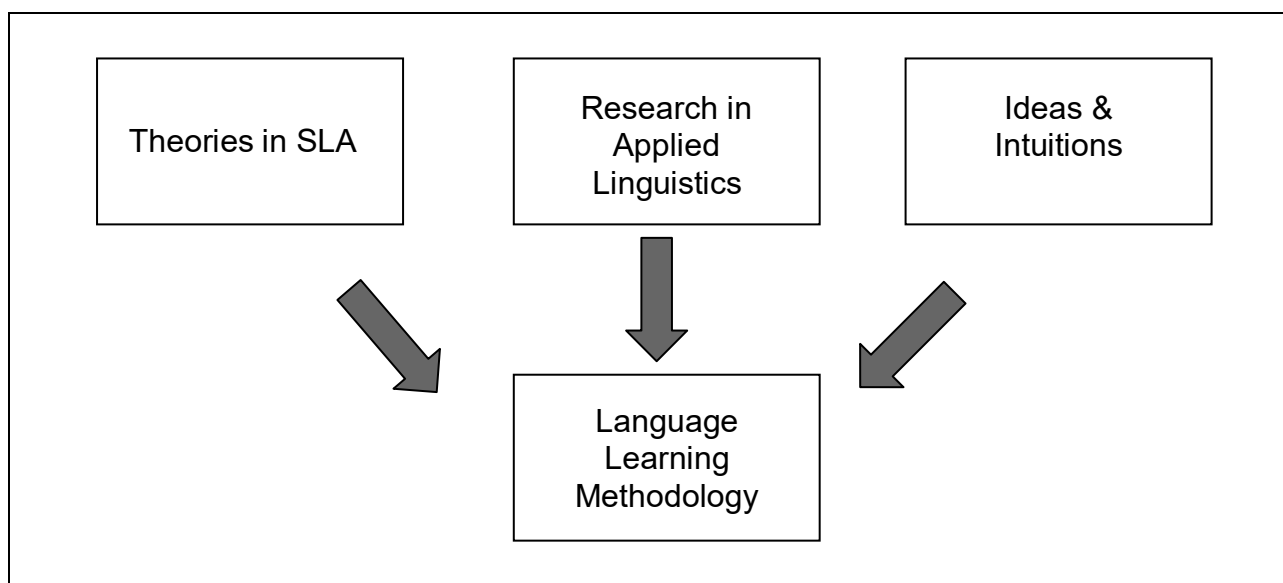 Theories in SLA
Research in
Applied
Linguistics
Ideas &
Intuitions
Language
Learning
Methodology